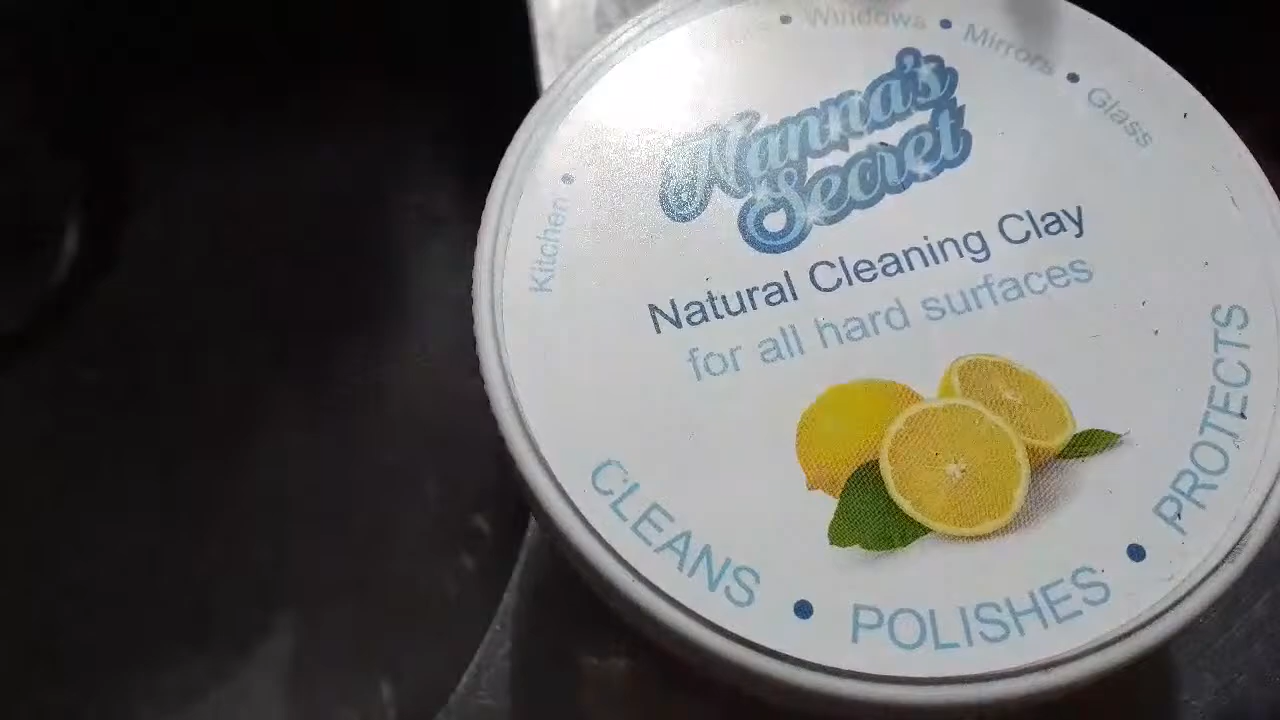 Kitchen •
• Windows • Mirrors • Glass
Nanna's
Secret
Natural Cleaning Clay
for all hard surfaces
CLEANS • POLISHES • PROTECTS